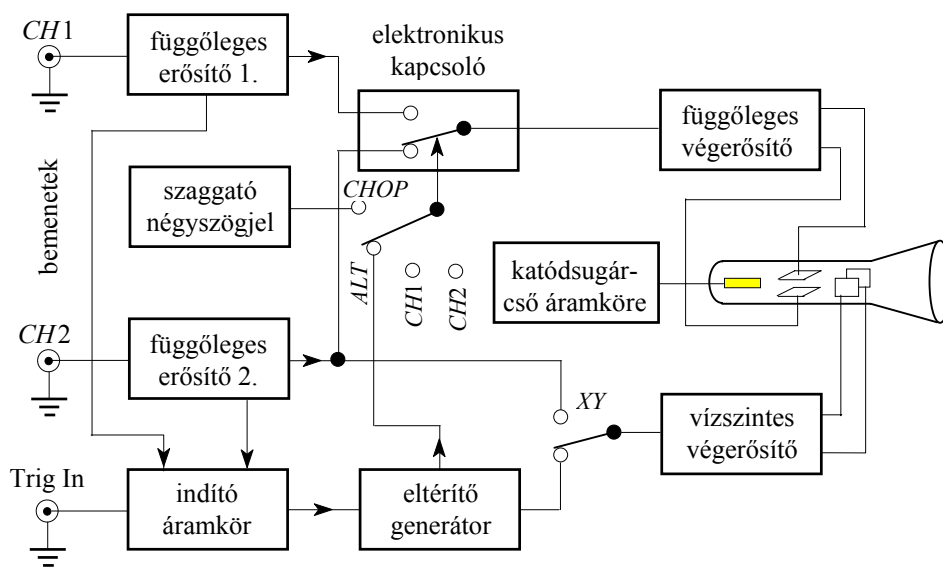 CH1
függőleges
erősítő 1.
elektronikus
kapcsoló
függőleges
végerősítő
bemenetek
szaggató
négyszögjel
CHOP
ALT
CH1
CH2
katódsugár-
cső áramköre
CH2
függőleges
erősítő 2.
XY
vízszintes
végerősítő
Trig In
indító
áramkör
eltérítő
generátor